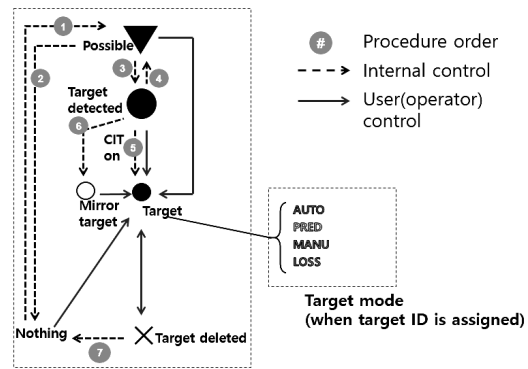 1
Possible
2
3
4
Target
detected
6
CIT
on
5
Mirror
target
Target
Nothing
7
Target deleted
#
Procedure order
Internal control
User(operator)
control
AUTO
PRED
MANU
LOSS
Target mode
(when target ID is assigned)